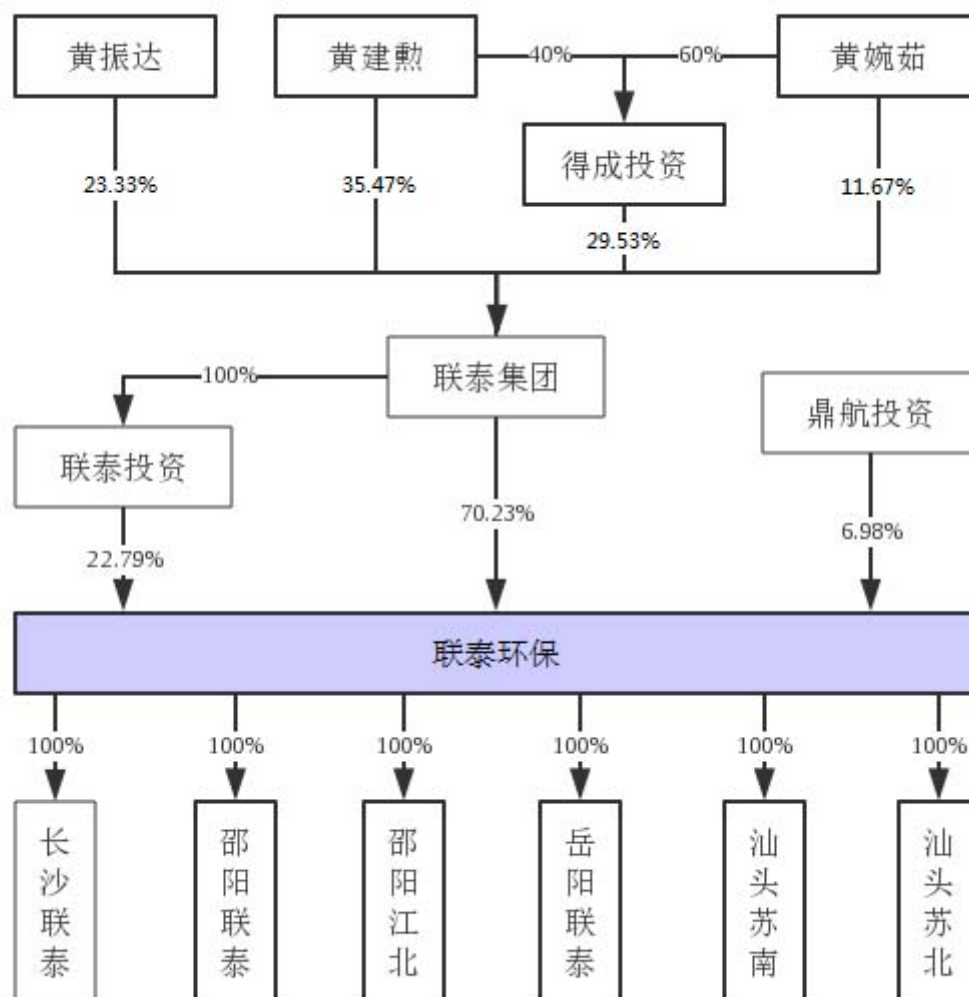 黄振达
黄建勲
40%
60%
黄婉茹
得成投资
23.33%
35.47%
11.67%
29.53%
联泰集团
100%
鼎航投资
联泰投资
70.23%
6.98%
22.79%
联泰环保
100%
100%
100%
100%
100%
100%
长沙联泰
邵阳联泰
邵阳江北
岳阳联泰
汕头苏南
汕头苏北